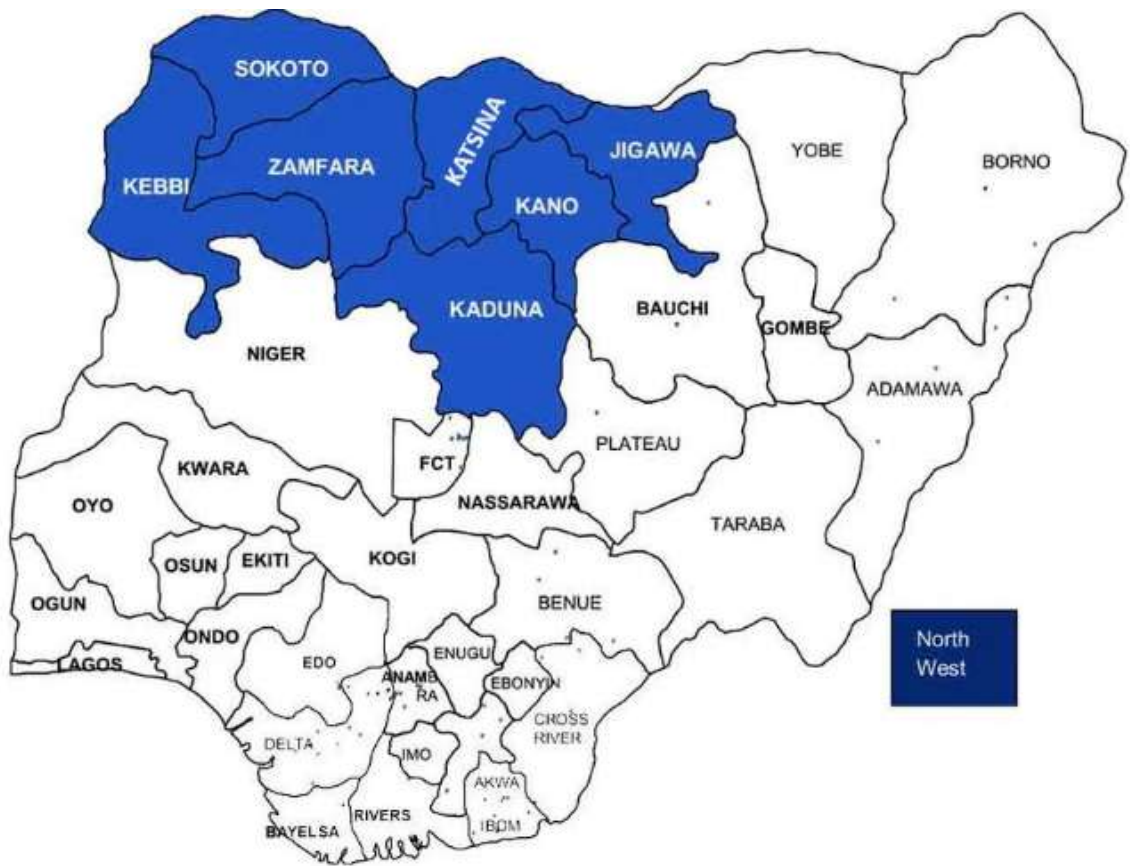 SOKOTO
KATSINA
ZAMFARA
KEBBI
JIGAWA
KANO
YOBE
BORNO
KADUNA
BAUCHI
GOMBE
NIGER
ADAMAWA
PLATEAU
FCT
KWARA
NASSARAWA
OYO
TARABA
OSUN
EKITI
KOGI
OGUN
BENUE
ONDO
LAGOS
EDO
ENUGU
ANAMB
RA
EBONYIN
CROSS
RIVER
DELTA
IMO
AKWA
IBOM
RIVERS
BAYELSA
North
West